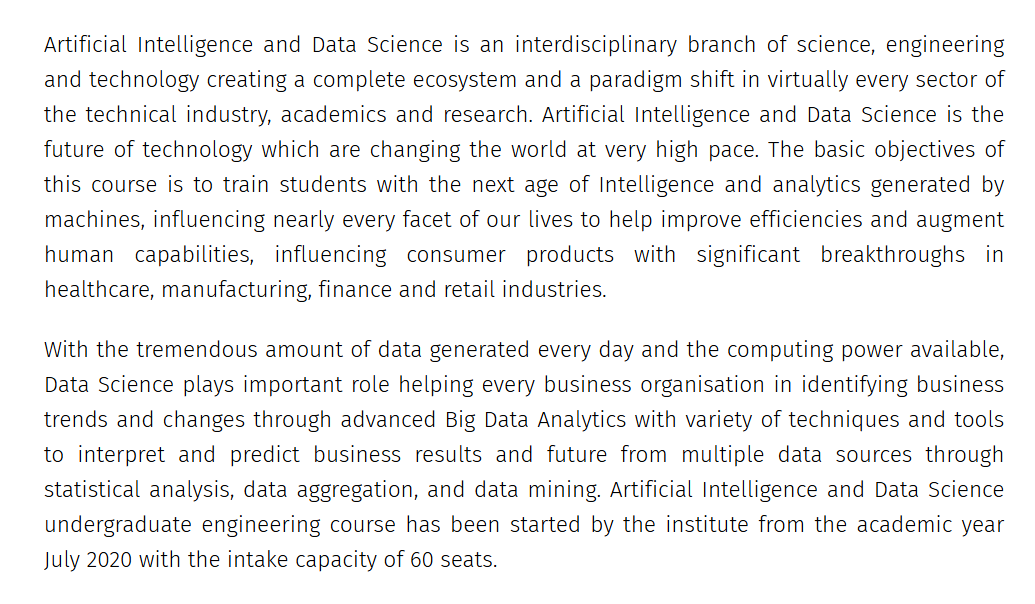 Artificial Intelligence and Data Science is an interdisciplinary branch of science, engineering
and technology creating a complete ecosystem and a paradigm shift in virtually every sector of
the technical industry, academics and research. Artificial Intelligence and Data Science is the
future of technology which are changing the world at very high pace. The basic objectives of
this course is to train students with the next age of Intelligence and analytics generated by
machines, influencing nearly every facet of our lives to help improve efficiencies and augment
human capabilities, influencing consumer products with significant breakthroughs in
healthcare, manufacturing, finance and retail industries.
With the tremendous amount of data generated every day and the computing power available,
Data Science plays important role helping every business organisation in identifying business
trends and changes through advanced Big Data Analytics with variety of techniques and tools
to interpret and predict business results and future from multiple data sources through
statistical analysis, data aggregation, and data mining. Artificial Intelligence and Data Science
undergraduate engineering course has been started by the institute from the academic year
July 2020 with the intake capacity of 60 seats.